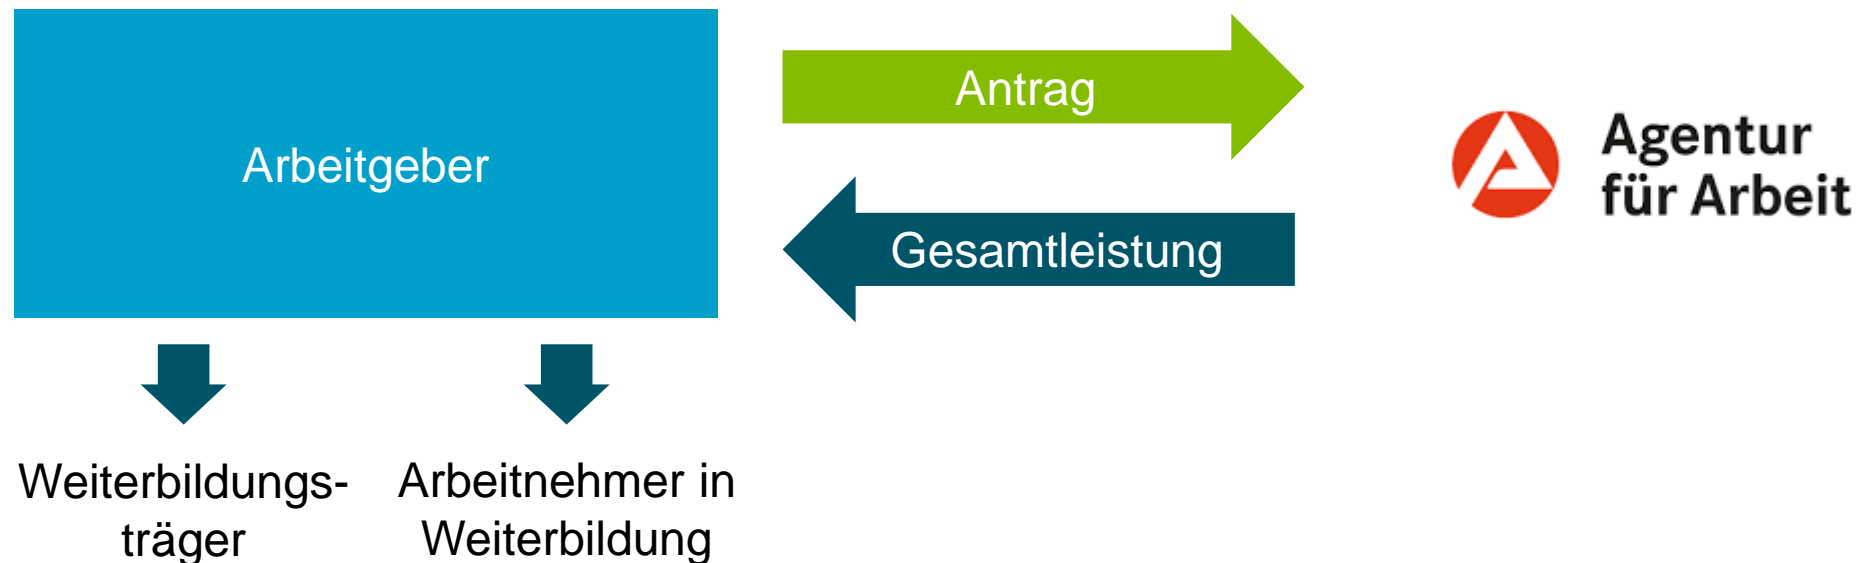 Arbeitgeber
Antrag
Gesamtleistung
Agentur
für Arbeit
Weiterbildungs-
träger
Arbeitnehmer in
Weiterbildung